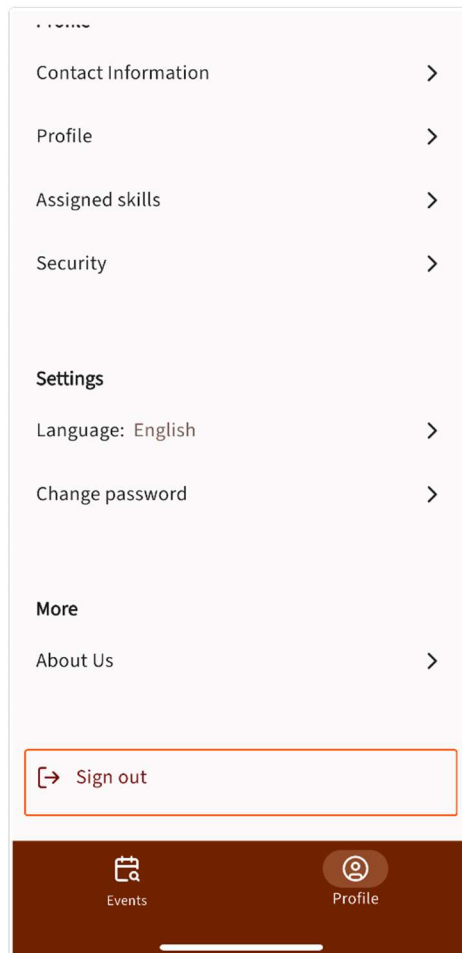 Contact Information
Profile
Assigned skills
Security
Settings
Language: English
Change password
More
About Us
Sign out
Events
Profile